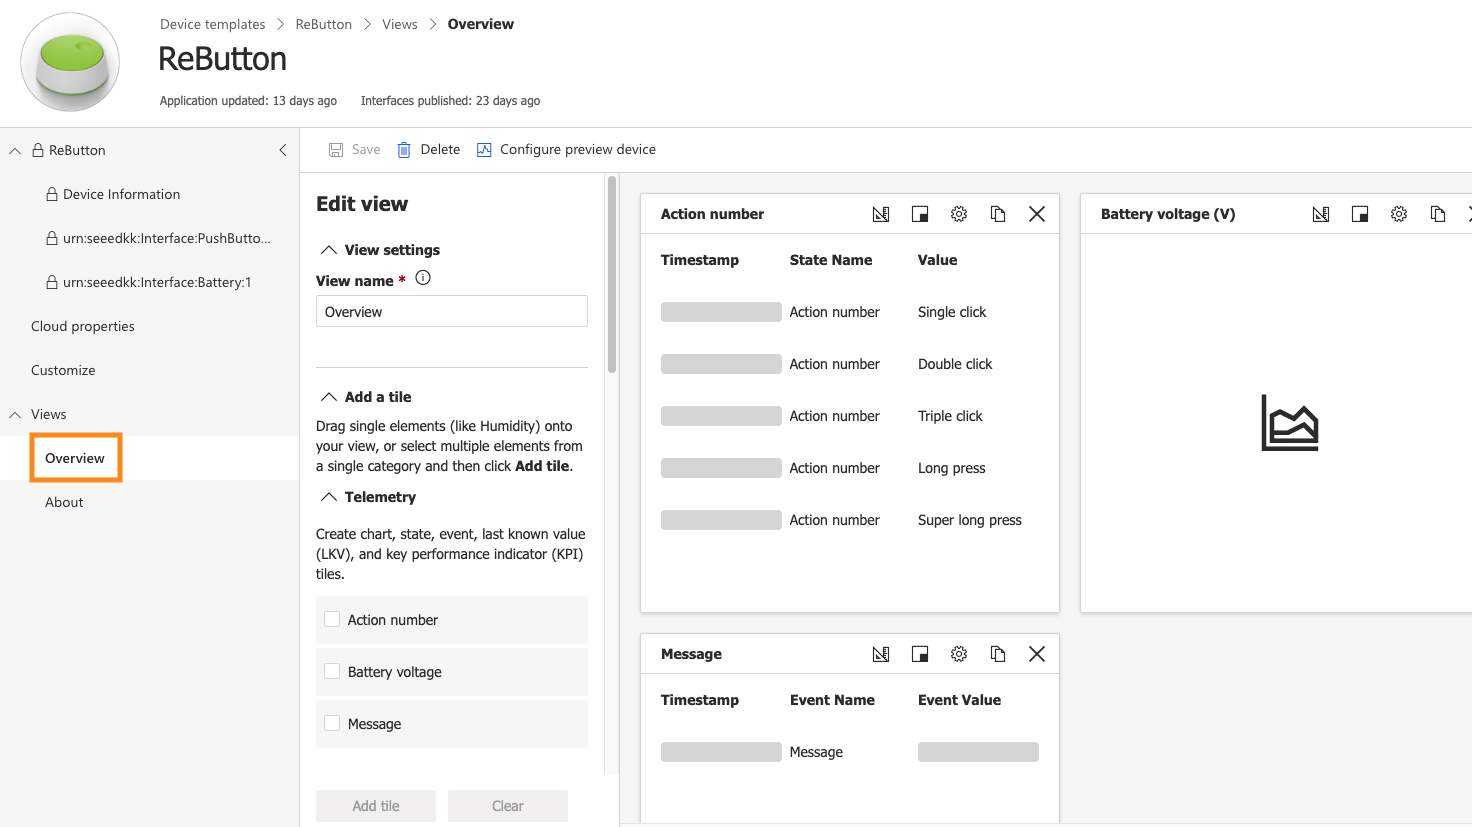 Device templates > ReButton > Views > Overview
ReButton
Application updated: 13 days ago Interfaces published: 23 days ago
ReButton
Device Information
urn:seeedkk:Interface:PushButto...
urn:seeedkk:Interface:Battery:1
Cloud properties
Customize
Views
Overview
About
Save Delete Configure preview device
Edit view
View settings
View name *
Overview
Add a tile
Drag single elements (like Humidity) onto
your view, or select multiple elements from
a single category and then click Add tile.
Telemetry
Create chart, state, event, last known value
(LKV), and key performance indicator (KPI)
tiles.
Action number
Battery voltage
Message
Add tile Clear
Action number
Timestamp State Name Value
Action number Single click
Action number Double click
Action number Triple click
Action number Long press
Action number Super long press
Battery voltage (V)
Message
Timestamp Event Name Event Value
Message